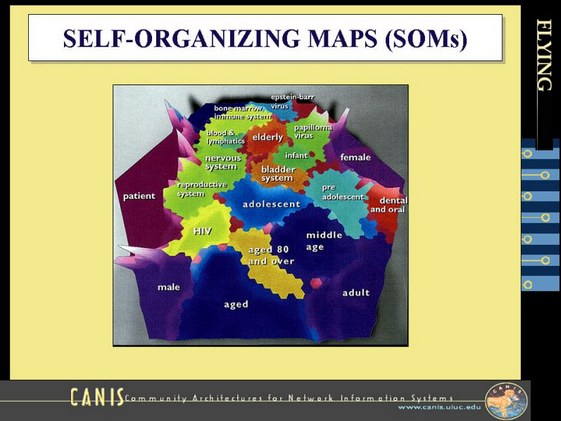 SELF-ORGANIZING MAPS (SOMs)
FLYING
epstein-barr
virus
bone marrow,
immune system
papilloma
virus
blood &
lymphatics
elderly
nervous
system
infant
female
bladder
system
reproductive
system
pre
adolescent
patient
dental
and oral
adolescent
HIV
middle
age
aged 80
and over
male
adult
aged
CANIS Community Architectures for Network Information Systems
www.canis.uiuc.edu
CANIS